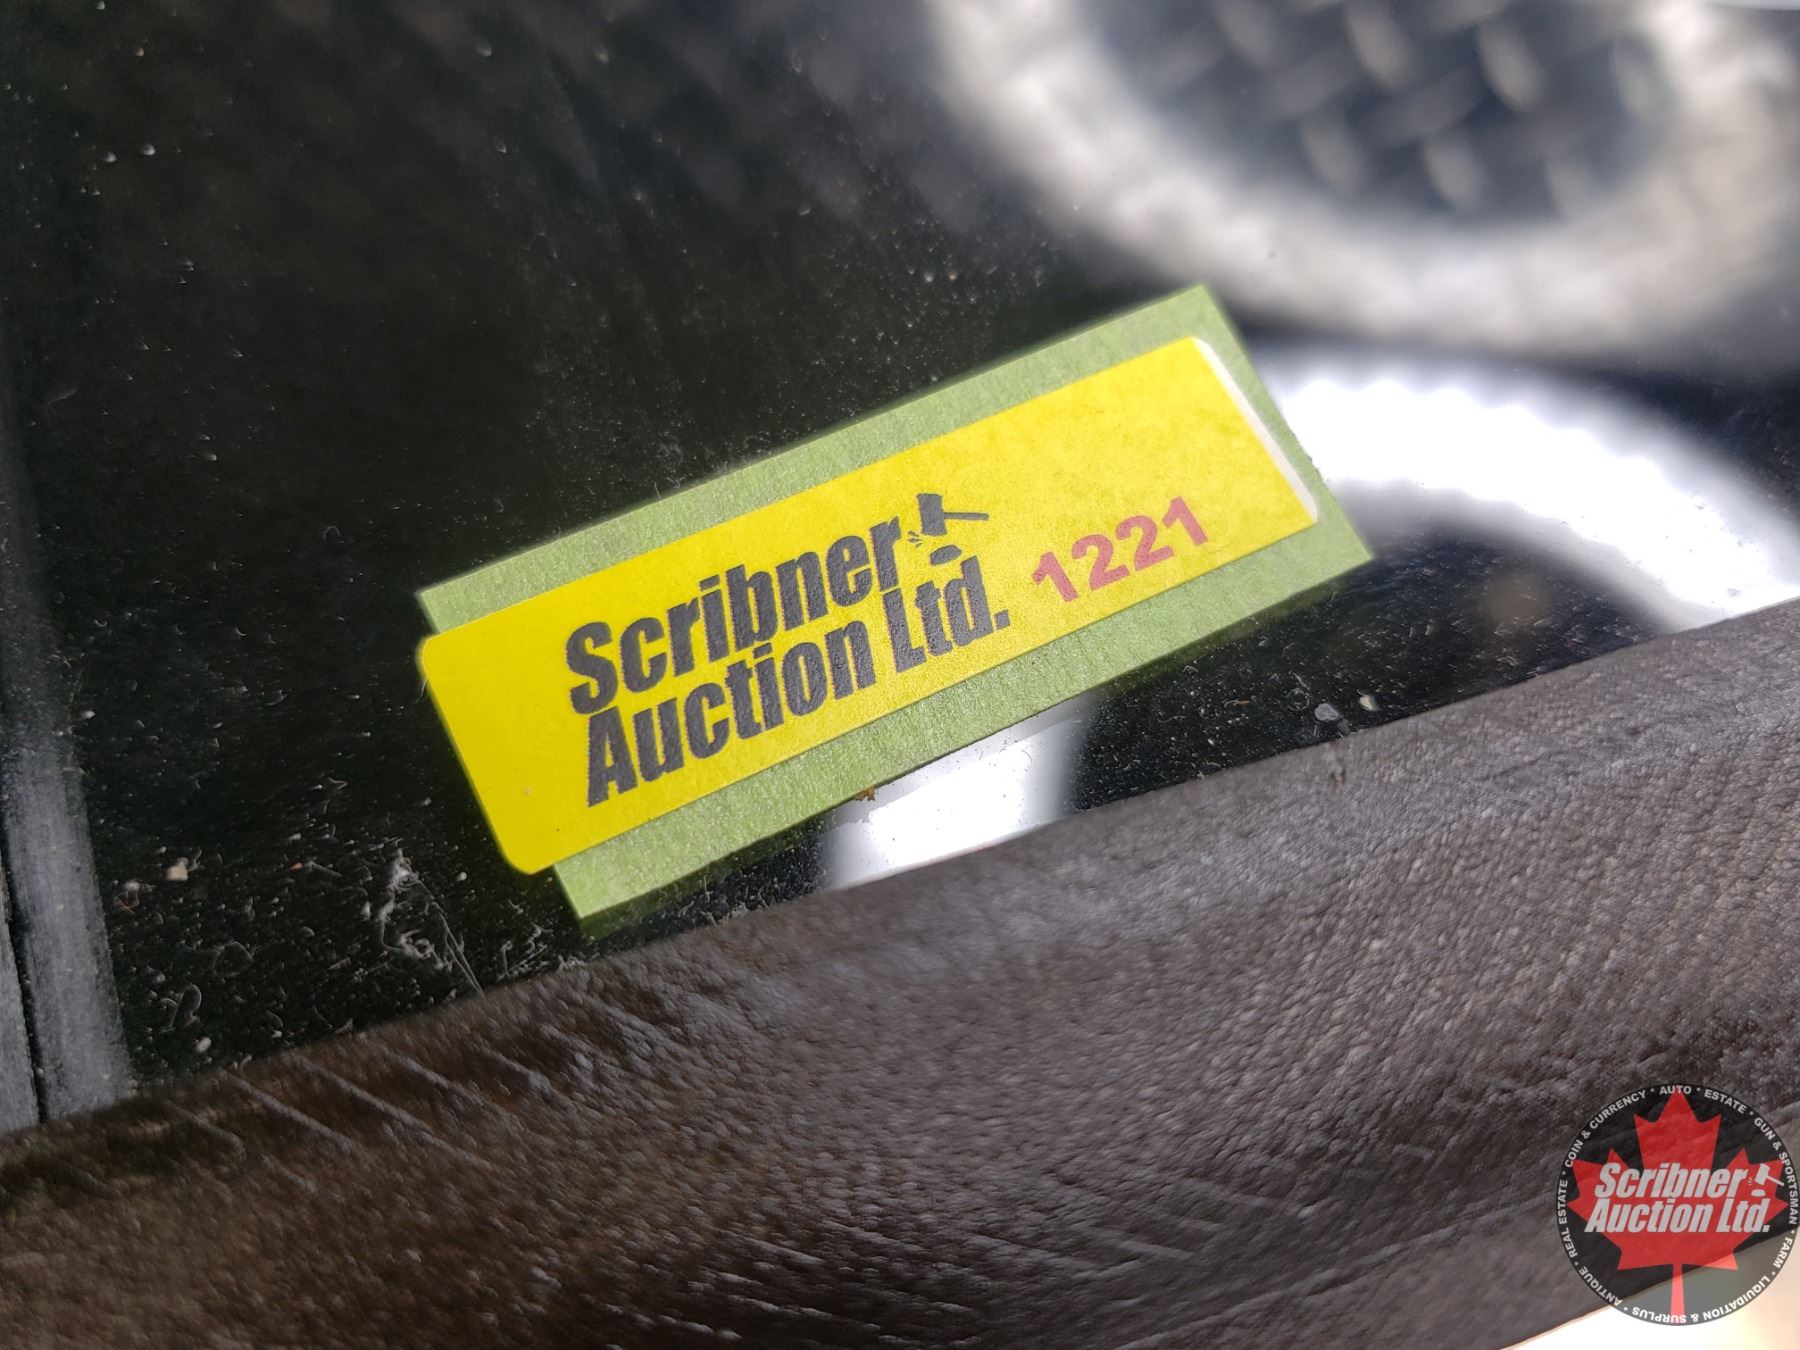 Scribner
Auction Ltd. 1221
COIN & CURRENCY • AUTO • ESTATE • GUN & SPORTSMAN • FARM • LIQUIDATION & SURPLUS • ANTIQUE • REAL ESTATE •
Scribner
Auction Ltd.